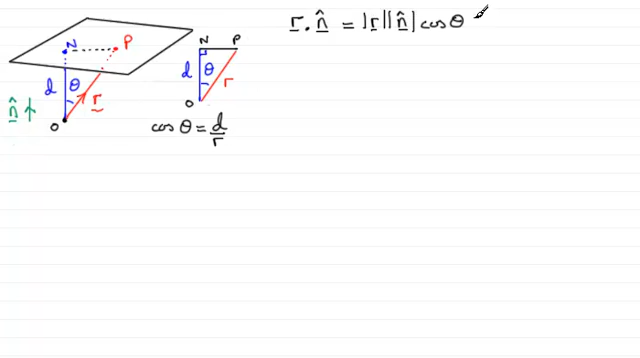 r . n̂ = |r||n̂| cos θ
N
P
d
θ
r
n̂
O
N
P
d
θ
r
O
cos θ = d/r